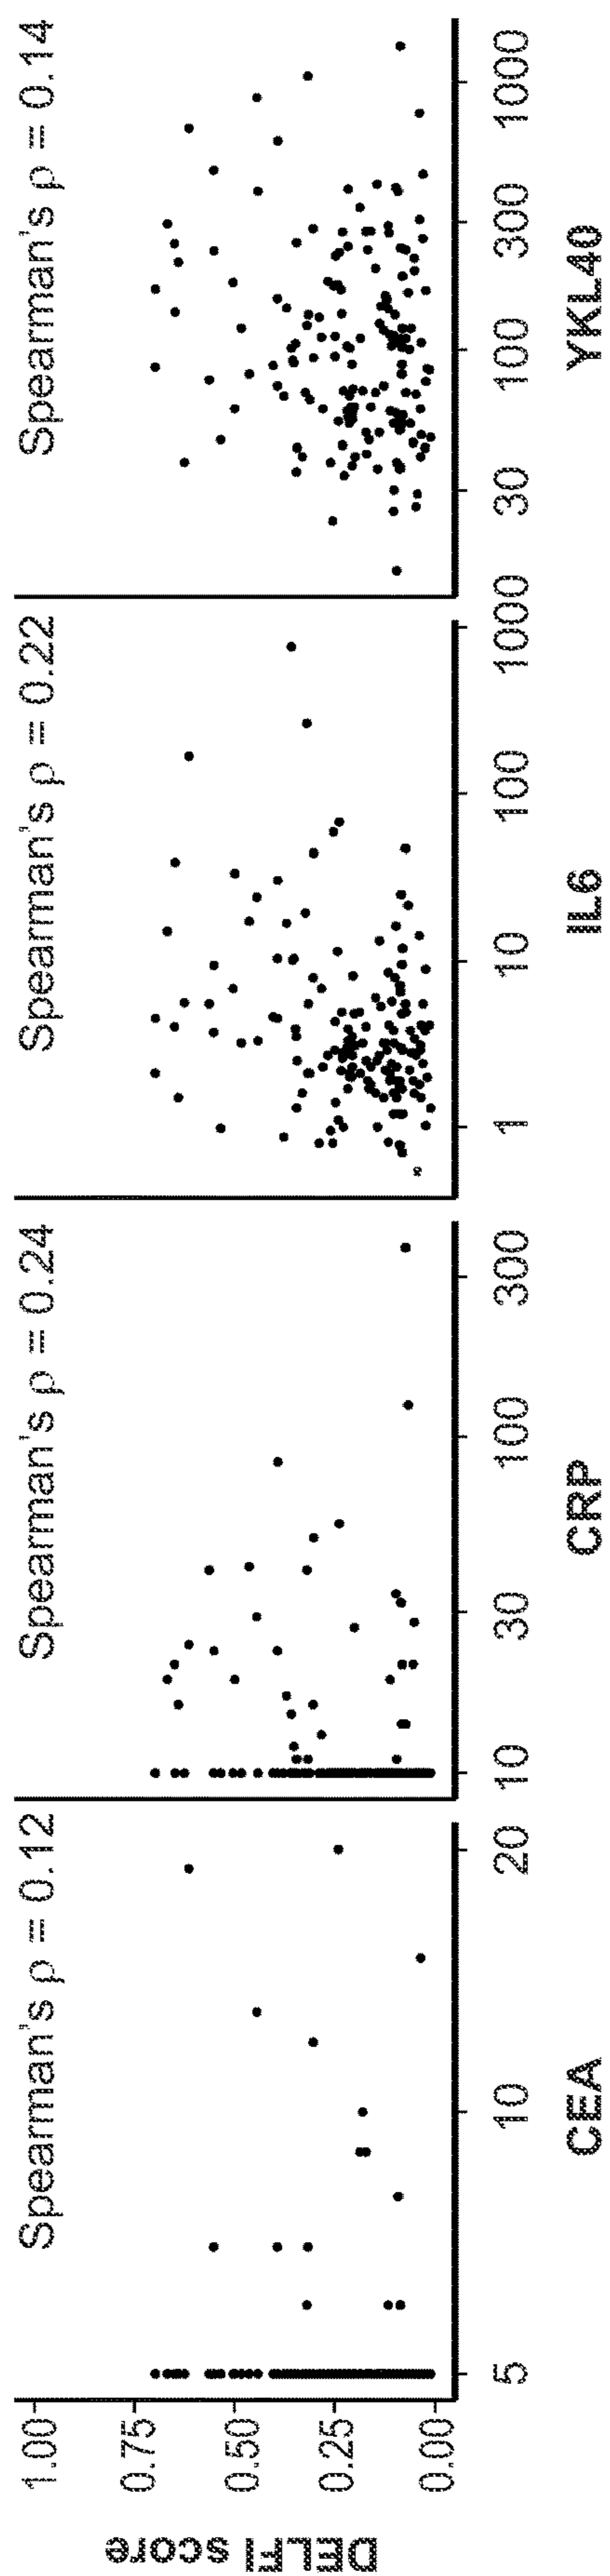 DELFI score
1.00
0.75
0.50
0.25
0.00
Spearman's ρ = 0.12
5
10
20
CEA
Spearman's ρ = 0.24
10
30
100
300
CRP
Spearman's ρ = 0.22
1
10
100
1000
IL6
Spearman's ρ = 0.14
30
100
300
1000
YKL40